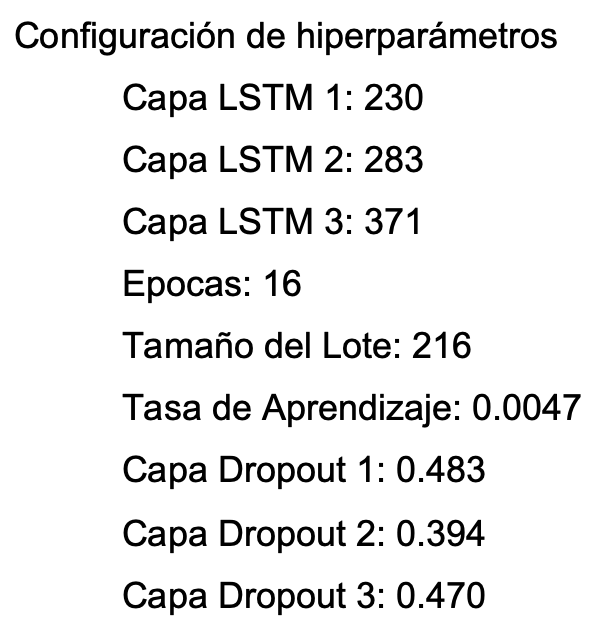 Configuración de hiperparámetros
Capa LSTM 1: 230
Capa LSTM 2: 283
Capa LSTM 3: 371
Epocas: 16
Tamaño del Lote: 216
Tasa de Aprendizaje: 0.0047
Capa Dropout 1: 0.483
Capa Dropout 2: 0.394
Capa Dropout 3: 0.470